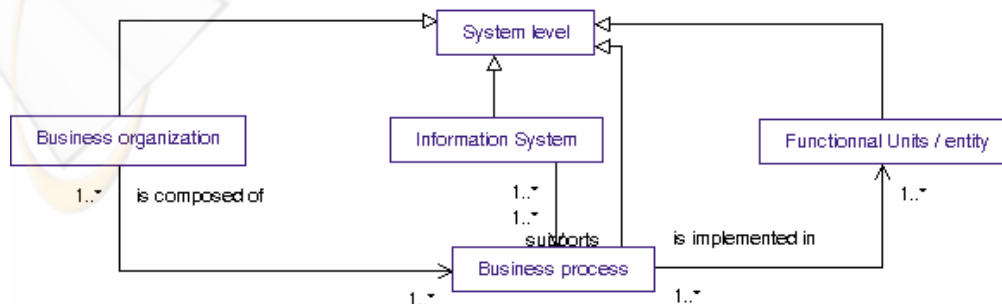 System level
Business organization
Information System
Functionnal Units / entity
1..*
is composed of
1..*
1..*
1..*
supports
is implemented in
Business process
1..*
1..*